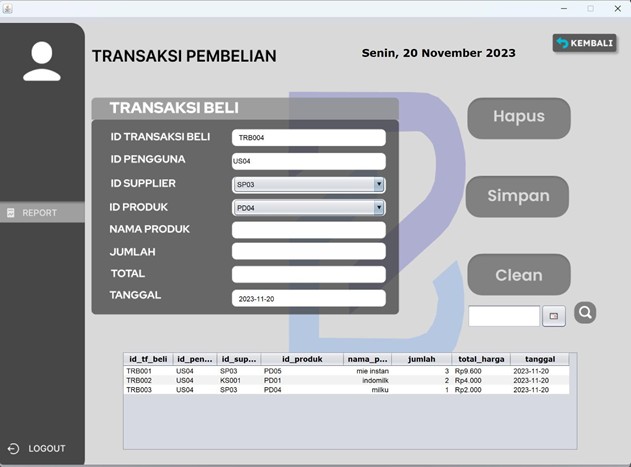 TRANSAKSI PEMBELIAN
Senin, 20 November 2023
KEMBALI
TRANSAKSI BELI
ID TRANSAKSI BELI TRB004
ID PENGGUNA US04
ID SUPPLIER SP03
ID PRODUK PD04
NAMA PRODUK
JUMLAH
TOTAL
TANGGAL 2023-11-20
Hapus
Simpan
Clean
REPORT
id_tf_beli id_pen... id_sup... id_produk nama_p... jumlah total_harga tanggal
TRB001 US04 SP03 PD05 mie instan 3 Rp9.600 2023-11-20
TRB002 US04 KS001 PD01 indomilk 2 Rp4.000 2023-11-20
TRB003 US04 SP03 PD04 milku 1 Rp2.000 2023-11-20
LOGOUT